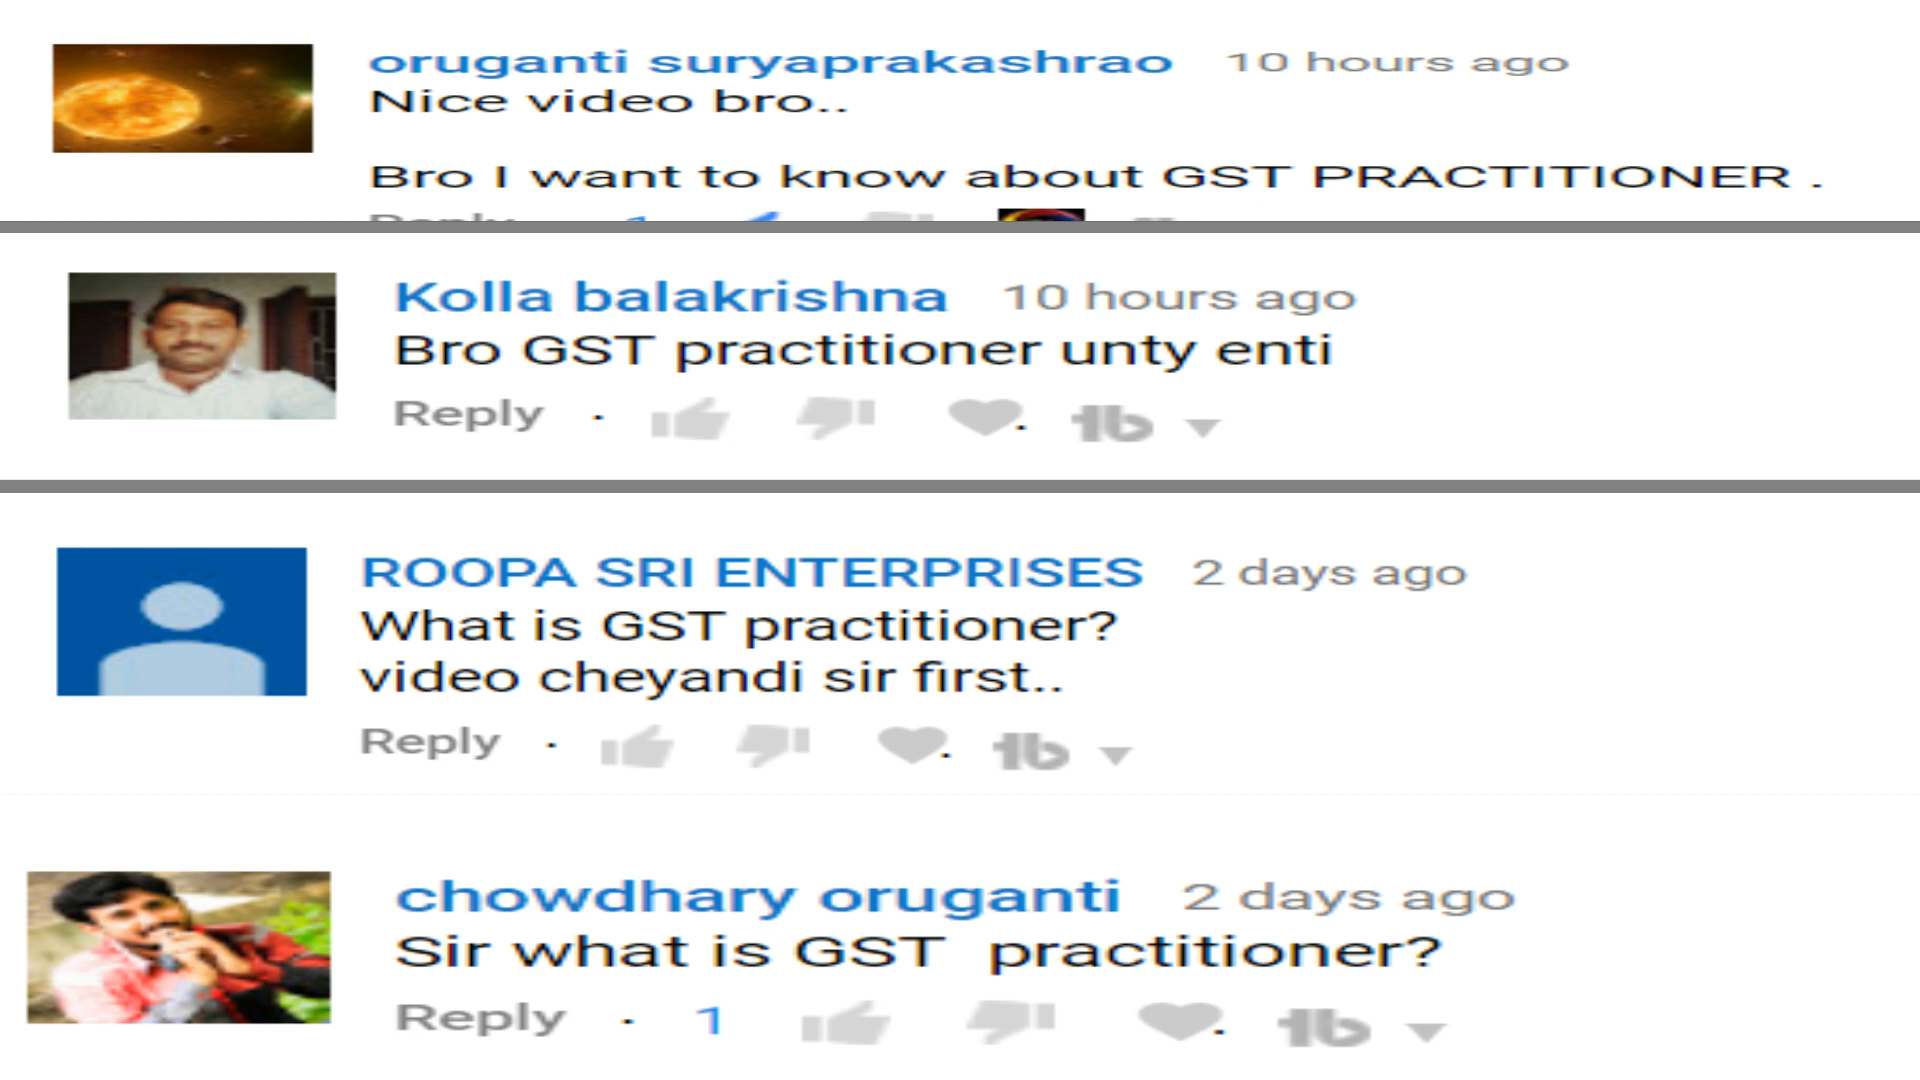 oruganti suryaprakashrao 10 hours ago
Nice video bro..
Bro I want to know about GST PRACTITIONER .
Reply 1
Kolla balakrishna 10 hours ago
Bro GST practitioner unty enti
Reply ·
ROOPA SRI ENTERPRISES 2 days ago
What is GST practitioner?
video cheyandi sir first..
Reply ·
chowdhary oruganti 2 days ago
Sir what is GST practitioner?
Reply · 1